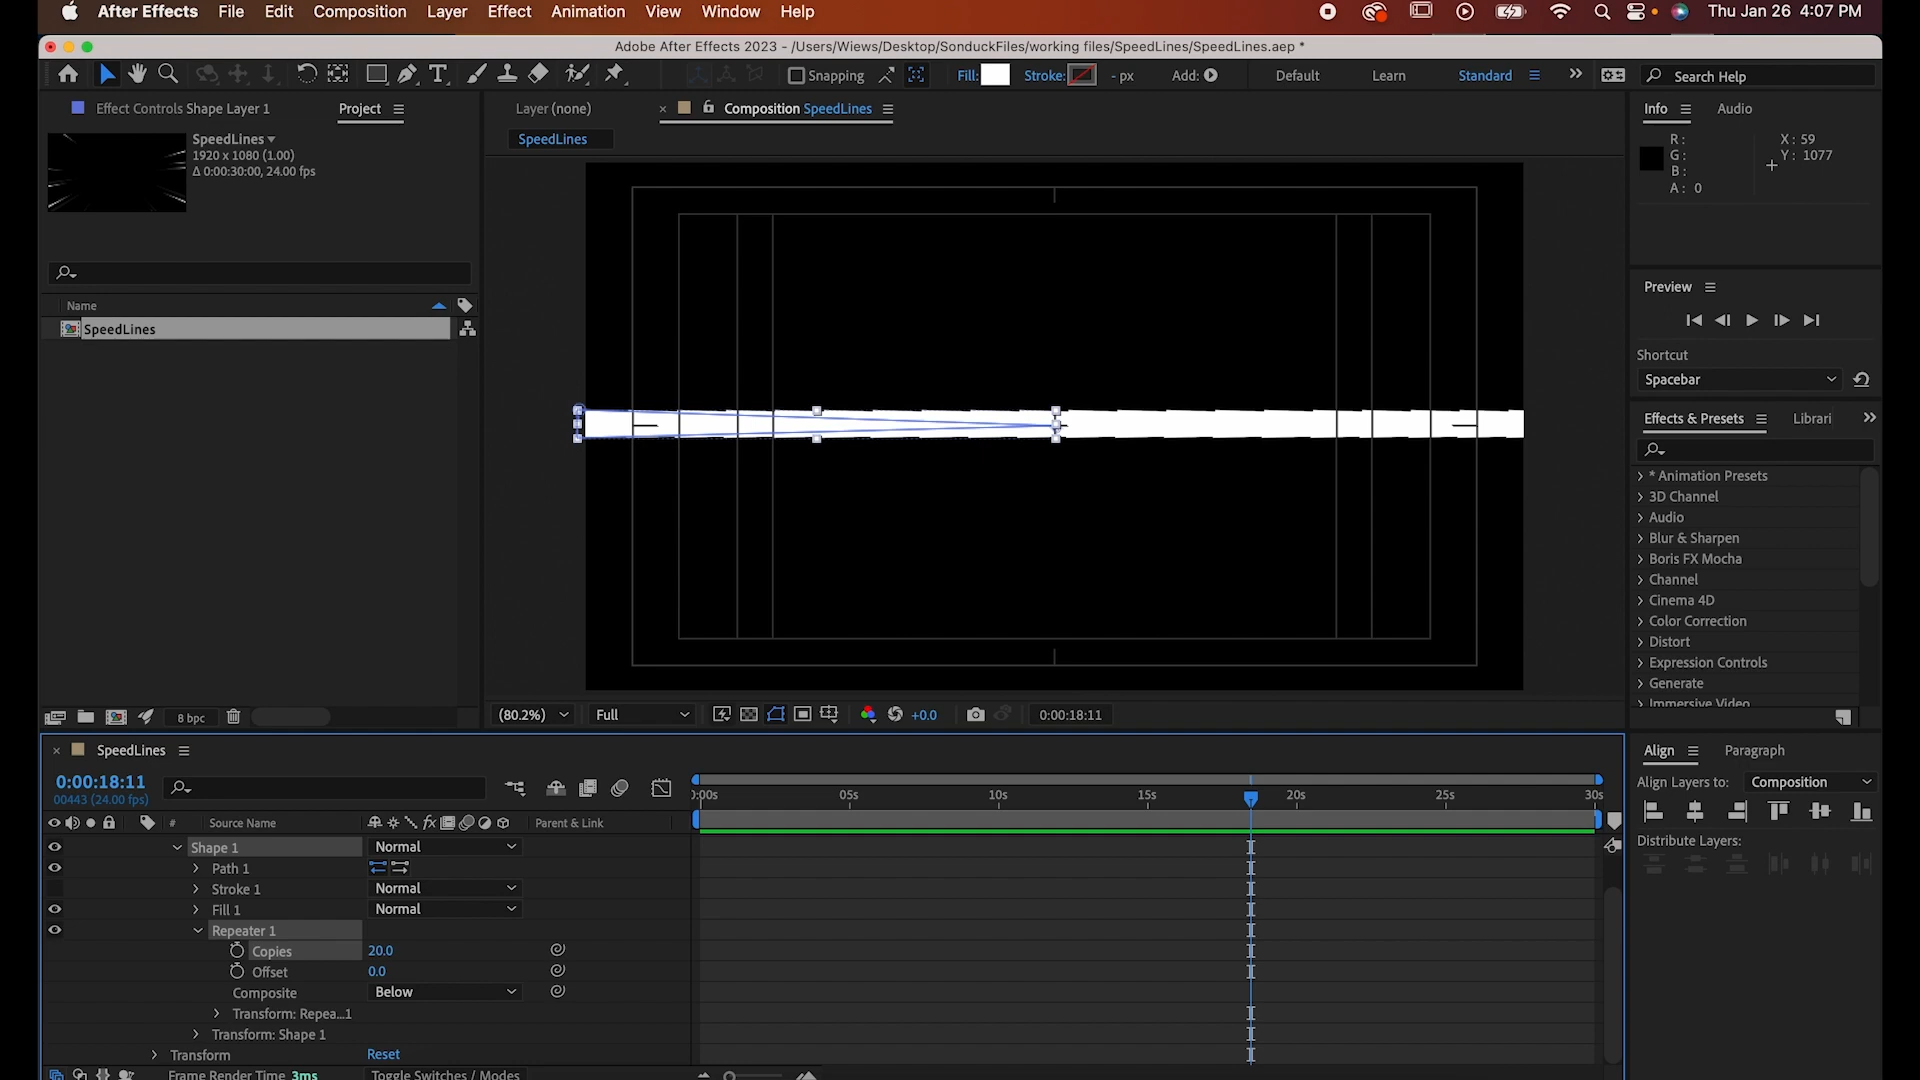 After Effects File Edit Composition Layer Effect Animation View Window Help Thu Jan 26 4:07 PM
Adobe After Effects 2023 - /Users/Wiews/Desktop/SonduckFiles/working files/SpeedLines/SpeedLines.aep *
Snapping Fill: Stroke: - px Add: Default Learn Standard Search Help
Effect Controls Shape Layer 1 Project
Layer (none) Composition SpeedLines
SpeedLines
SpeedLines
1920 x 1080 (1.00)
Δ 0:00:30:00, 24.00 fps
Name
SpeedLines
8 bpc
(80.2%) Full +0.0 0:00:18:11
Info Audio
R:
G:
B:
A: 0
X: 59
Y: 1077
Preview
Shortcut
Spacebar
Effects & Presets Librari
* Animation Presets
3D Channel
Audio
Blur & Sharpen
Boris FX Mocha
Channel
Cinema 4D
Color Correction
Distort
Expression Controls
Generate
Immersive Video
Align Paragraph
Align Layers to: Composition
Distribute Layers:
SpeedLines
0:00:18:11
00443 (24.00 fps)
# Source Name Parent & Link
):00s 05s 10s 15s 20s 25s 30s
Shape 1 Normal
Path 1
Stroke 1 Normal
Fill 1 Normal
Repeater 1
Copies 20.0
Offset 0.0
Composite Below
Transform: Repea...1
Transform: Shape 1
Transform Reset
Frame Render Time 3ms Toggle Switches / Modes